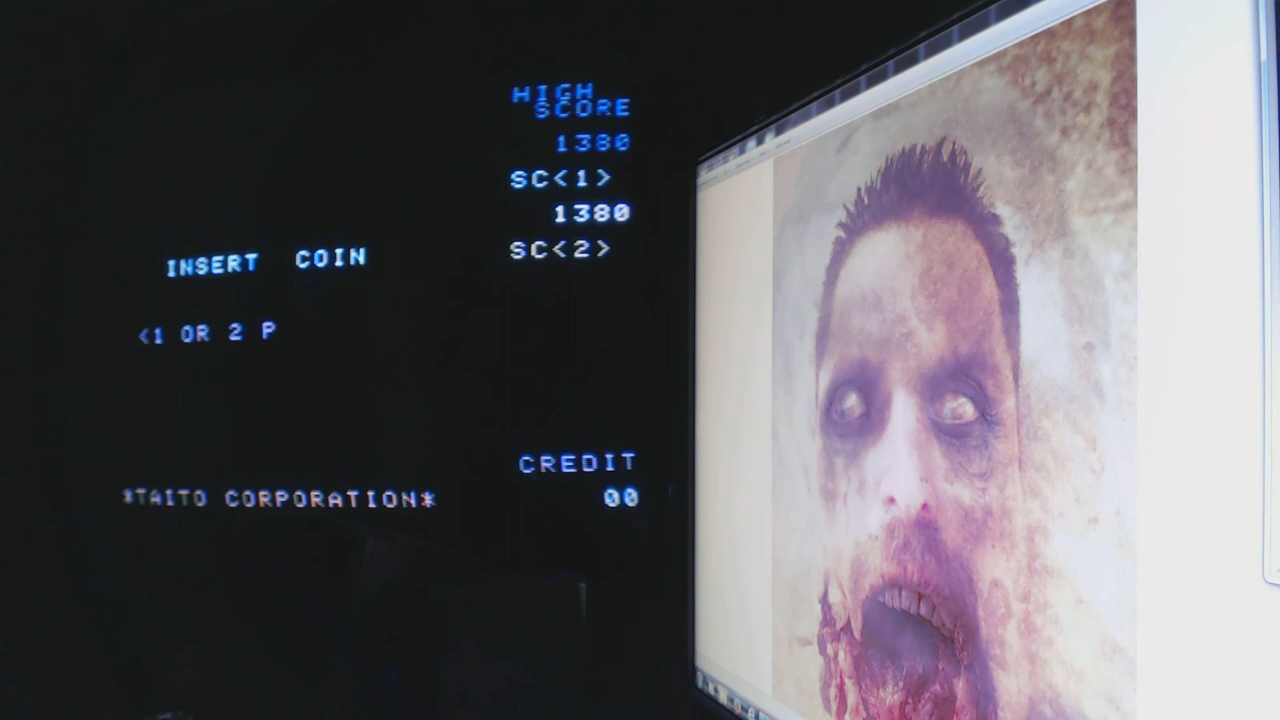 HIGH
SCORE
1380
SC<1>
1380
SC<2>
INSERT COIN
<1 OR 2 P
CREDIT
00
*TAITO CORPORATION*